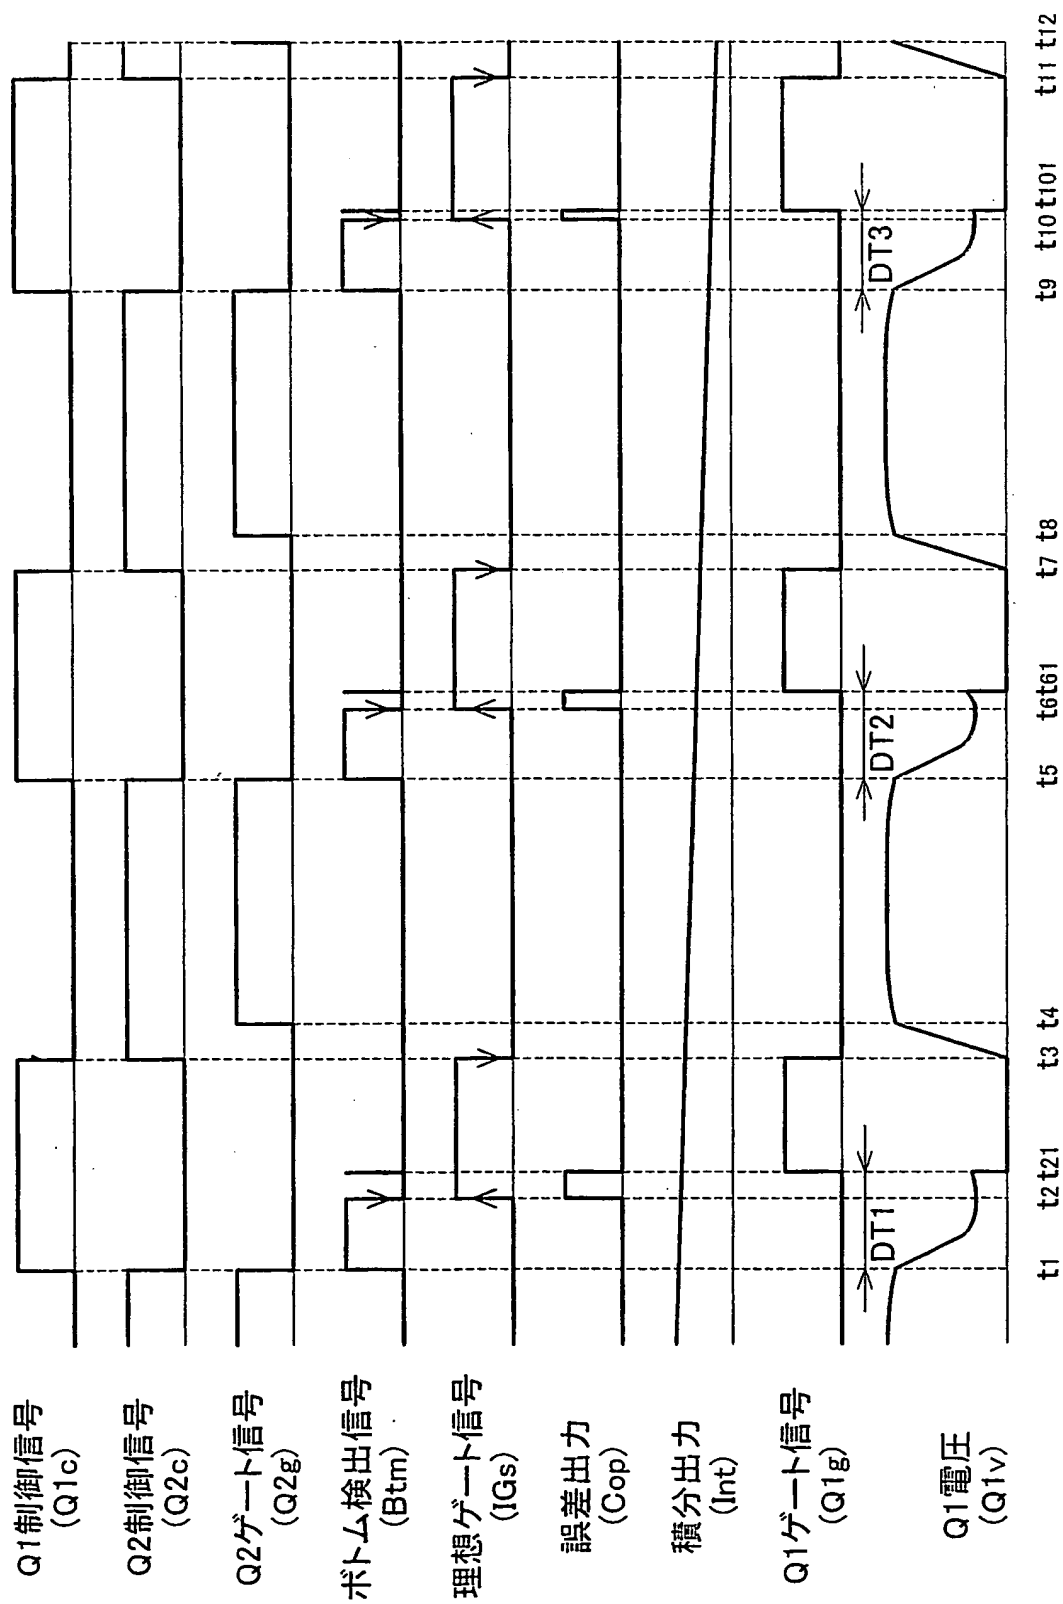 Q1制御信号
(Q1c)
Q2制御信号
(Q2c)
Q2ゲート信号
(Q2g)
ボトム検出信号
(Btm)
理想ゲート信号
(IGs)
誤差出力
(Cop)
積分出力
(Int)
Q1ゲート信号
(Q1g)
DT1
DT2
DT3
Q1電圧
(Q1v)
t1
t2
t21
t3
t4
t5
t6
t61
t7
t8
t9
t10
t101
t11
t12